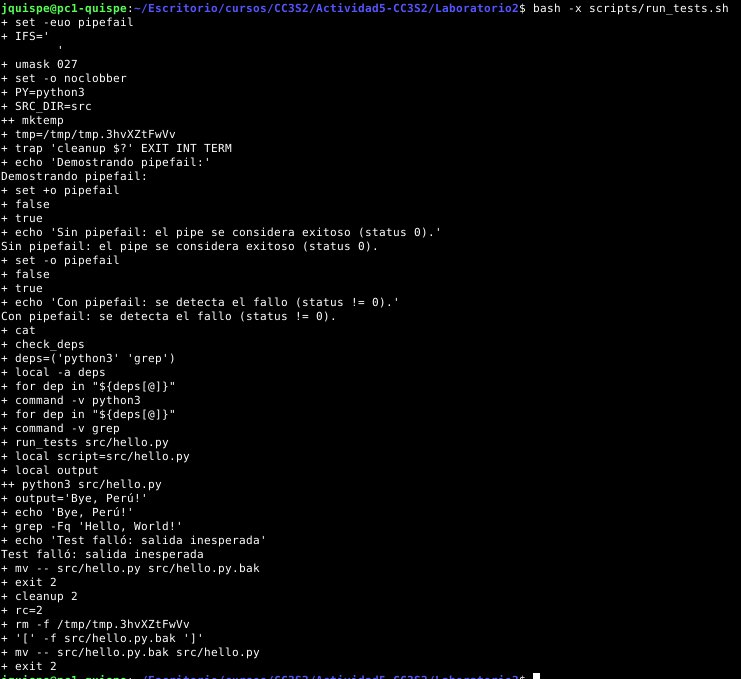 jquispe@pc1-quispe:~/Escritorio/cursos/CC3S2/Actividad5-CC3S2/Laboratorio2$ bash -x scripts/run_tests.sh
+ set -euo pipefail
+ IFS='
        '
+ umask 027
+ set -o noclobber
+ PY=python3
+ SRC_DIR=src
++ mktemp
+ tmp=/tmp/tmp.3hvXZtFwVv
+ trap 'cleanup $?' EXIT INT TERM
+ echo 'Demostrando pipefail:'
Demostrando pipefail:
+ set +o pipefail
+ false
+ true
+ echo 'Sin pipefail: el pipe se considera exitoso (status 0).'
Sin pipefail: el pipe se considera exitoso (status 0).
+ set -o pipefail
+ false
+ true
+ echo 'Con pipefail: se detecta el fallo (status != 0).'
Con pipefail: se detecta el fallo (status != 0).
+ cat
+ check_deps
+ deps=('python3' 'grep')
+ local -a deps
+ for dep in "${deps[@]}"
+ command -v python3
+ for dep in "${deps[@]}"
+ command -v grep
+ run_tests src/hello.py
+ local script=src/hello.py
+ local output
++ python3 src/hello.py
+ output='Bye, Perú!'
+ echo 'Bye, Perú!'
+ grep -Fq 'Hello, World!'
+ echo 'Test falló: salida inesperada'
Test falló: salida inesperada
+ mv -- src/hello.py src/hello.py.bak
+ exit 2
+ cleanup 2
+ rc=2
+ rm -f /tmp/tmp.3hvXZtFwVv
+ '[' -f src/hello.py.bak ']'
+ mv -- src/hello.py.bak src/hello.py
+ exit 2
jquispe@pc1-quispe:~/Escritorio/cursos/CC3S2/Actividad5-CC3S2/Laboratorio2$